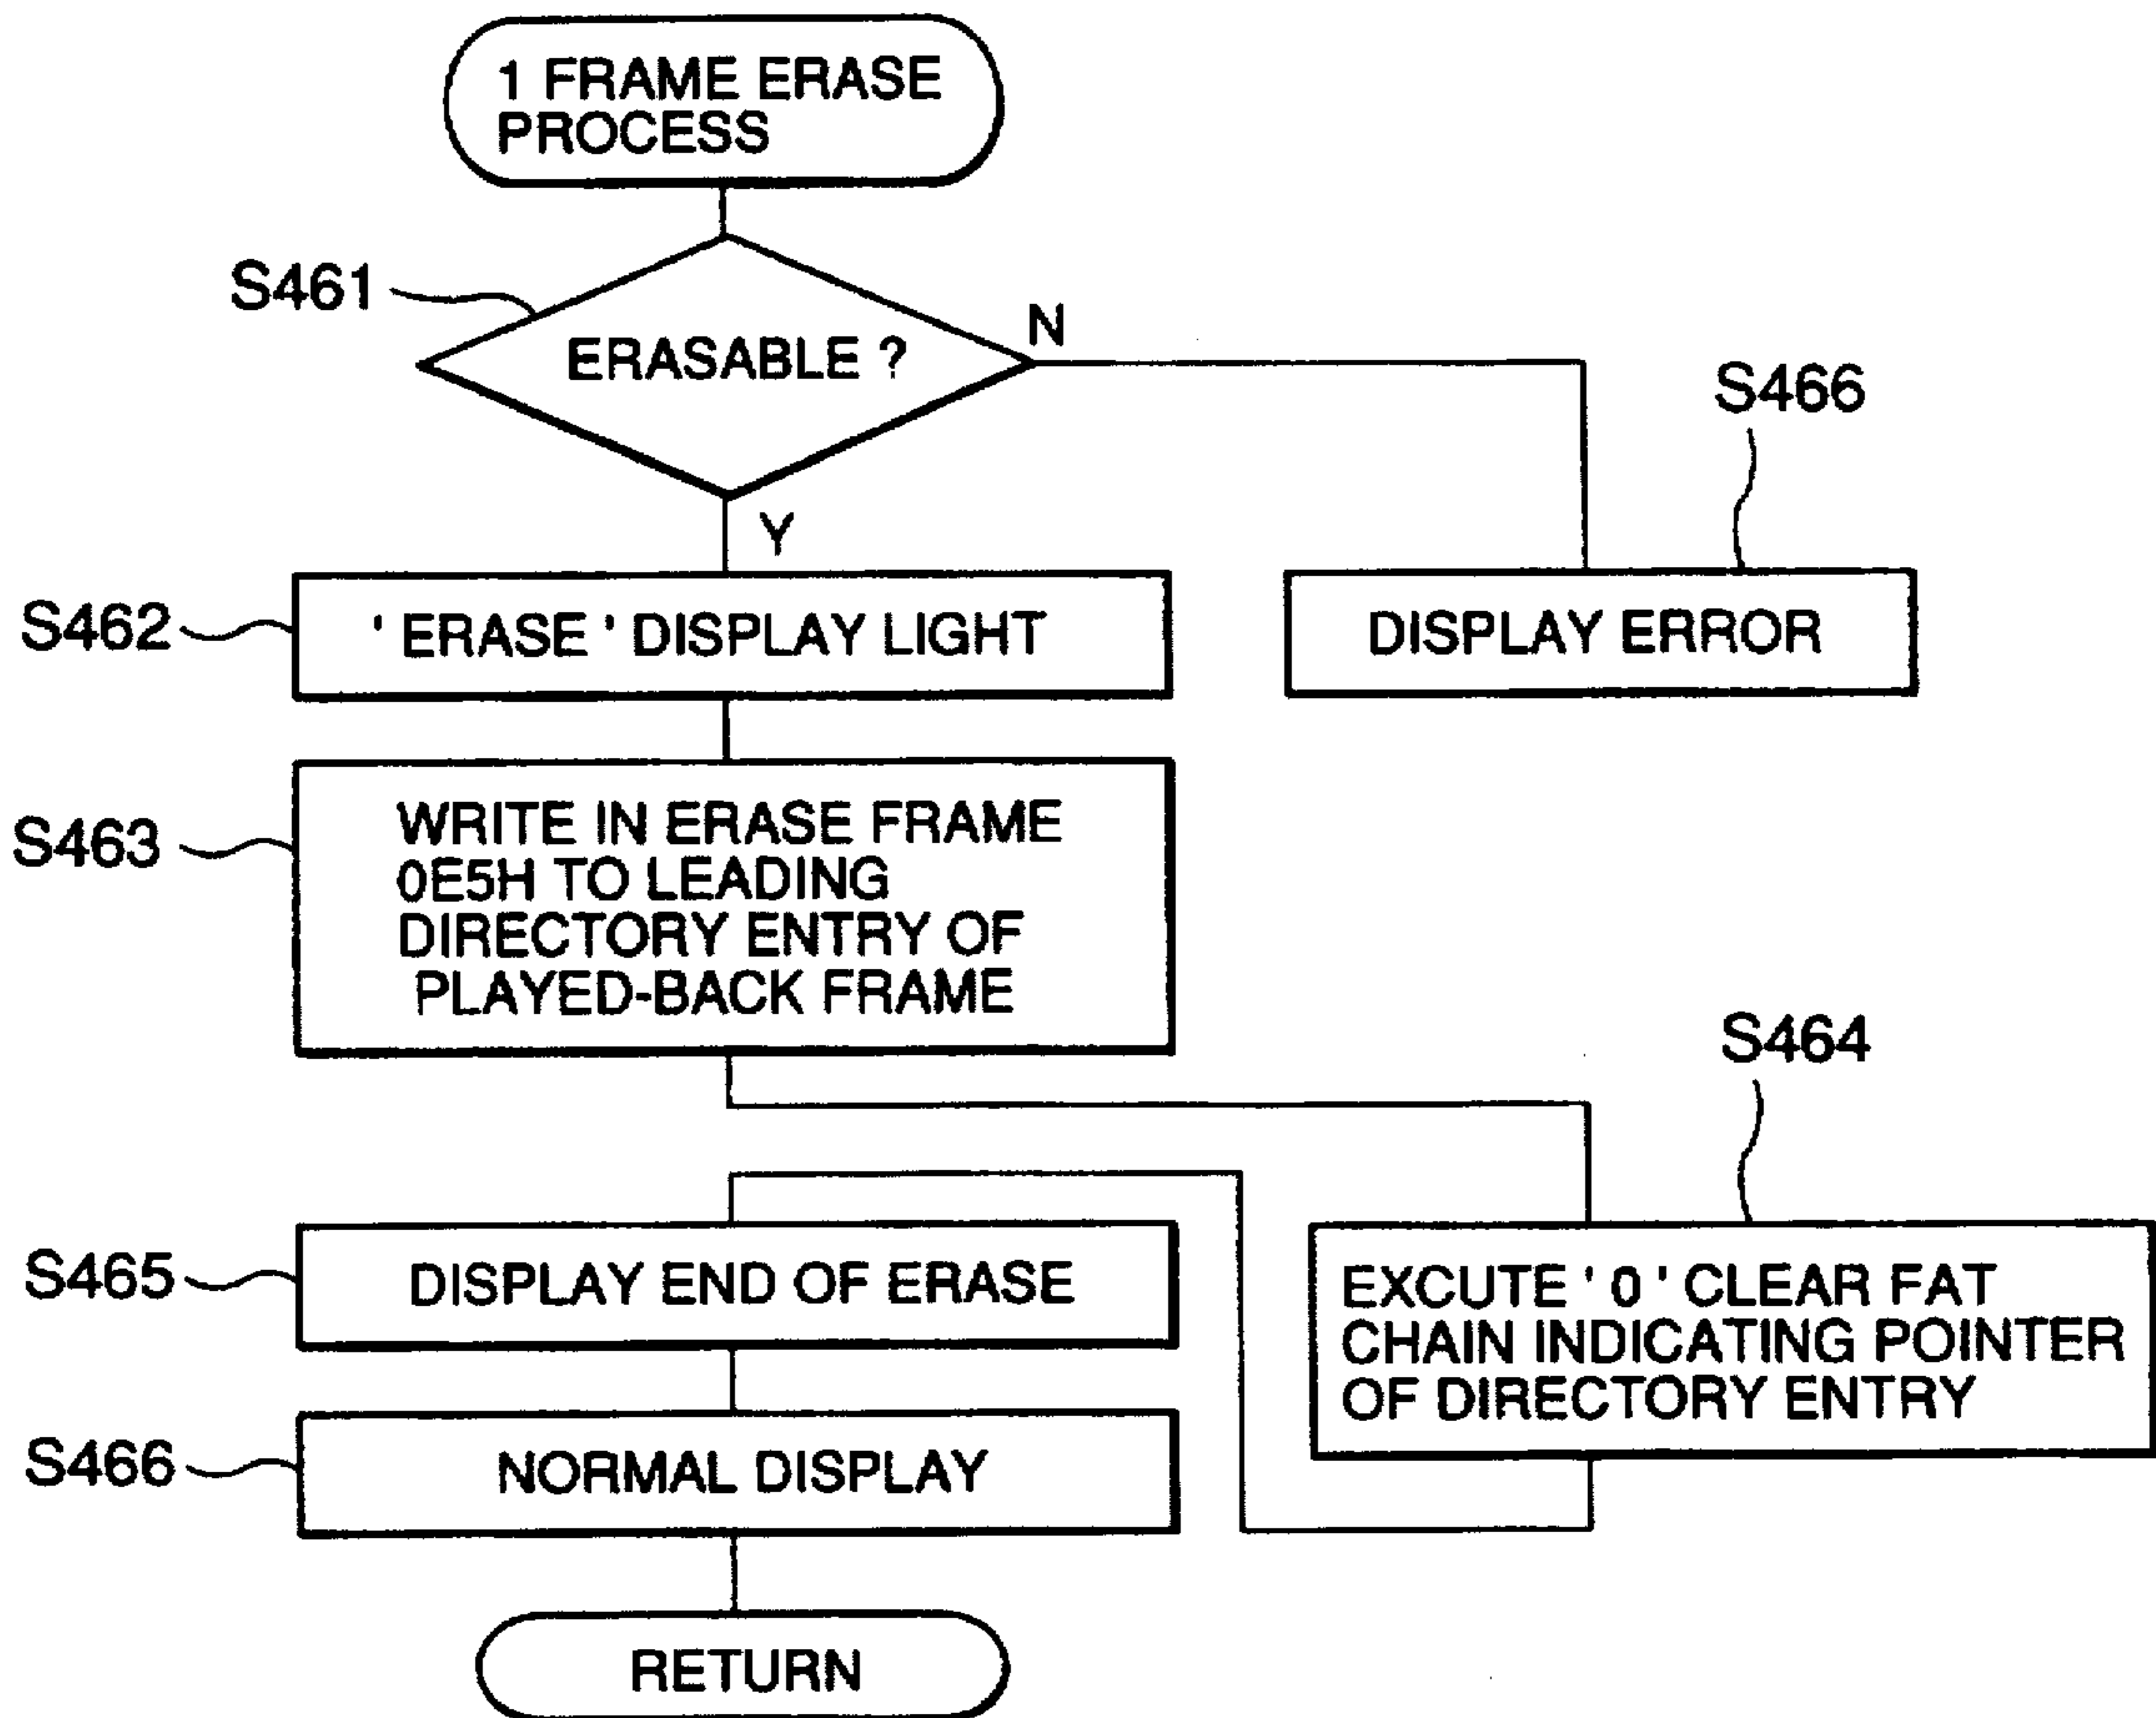 1 FRAME ERASE
PROCESS
S461
ERASABLE ?
N
S466
Y
S462
' ERASE ' DISPLAY LIGHT
DISPLAY ERROR
S463
WRITE IN ERASE FRAME
0E5H TO LEADING
DIRECTORY ENTRY OF
PLAYED-BACK FRAME
S464
S465
DISPLAY END OF ERASE
EXCUTE ' 0 ' CLEAR FAT
CHAIN INDICATING POINTER
OF DIRECTORY ENTRY
S466
NORMAL DISPLAY
RETURN